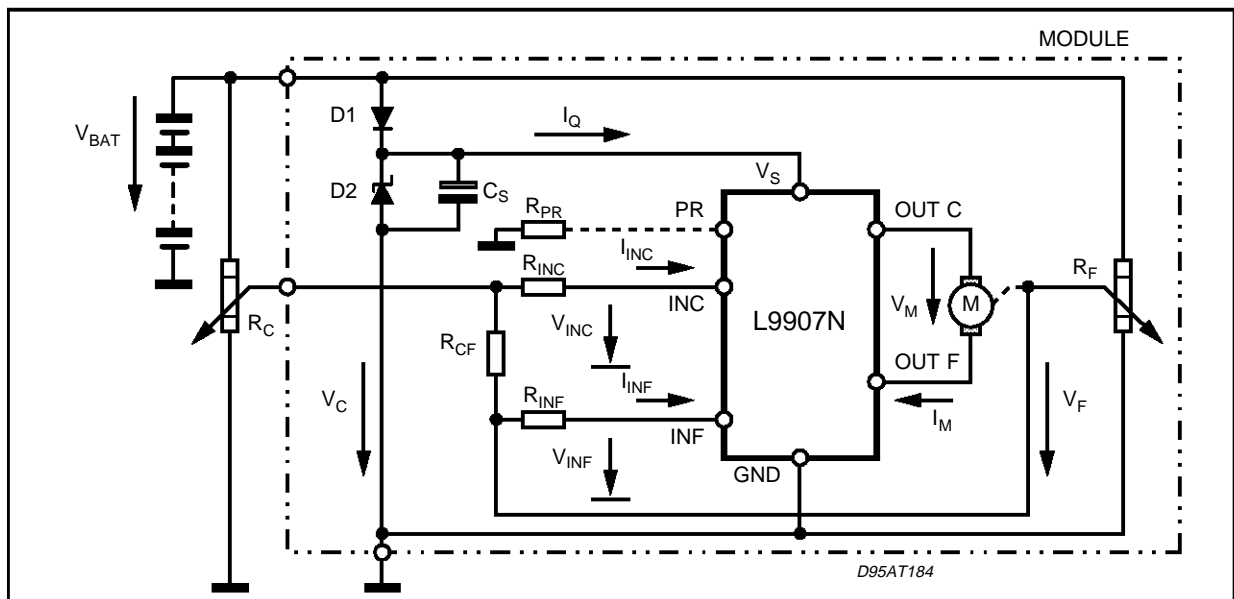 MODULE
D1
I_Q
V_BAT
V_S
D2
C_S
R_PR
PR
OUT C
I_INC
R_INC
R_F
INC
L9907N
V_M
M
R_C
V_INC
R_CF
OUT F
I_INF
V_C
R_INF
V_F
INF
I_M
V_INF
GND
D95AT184